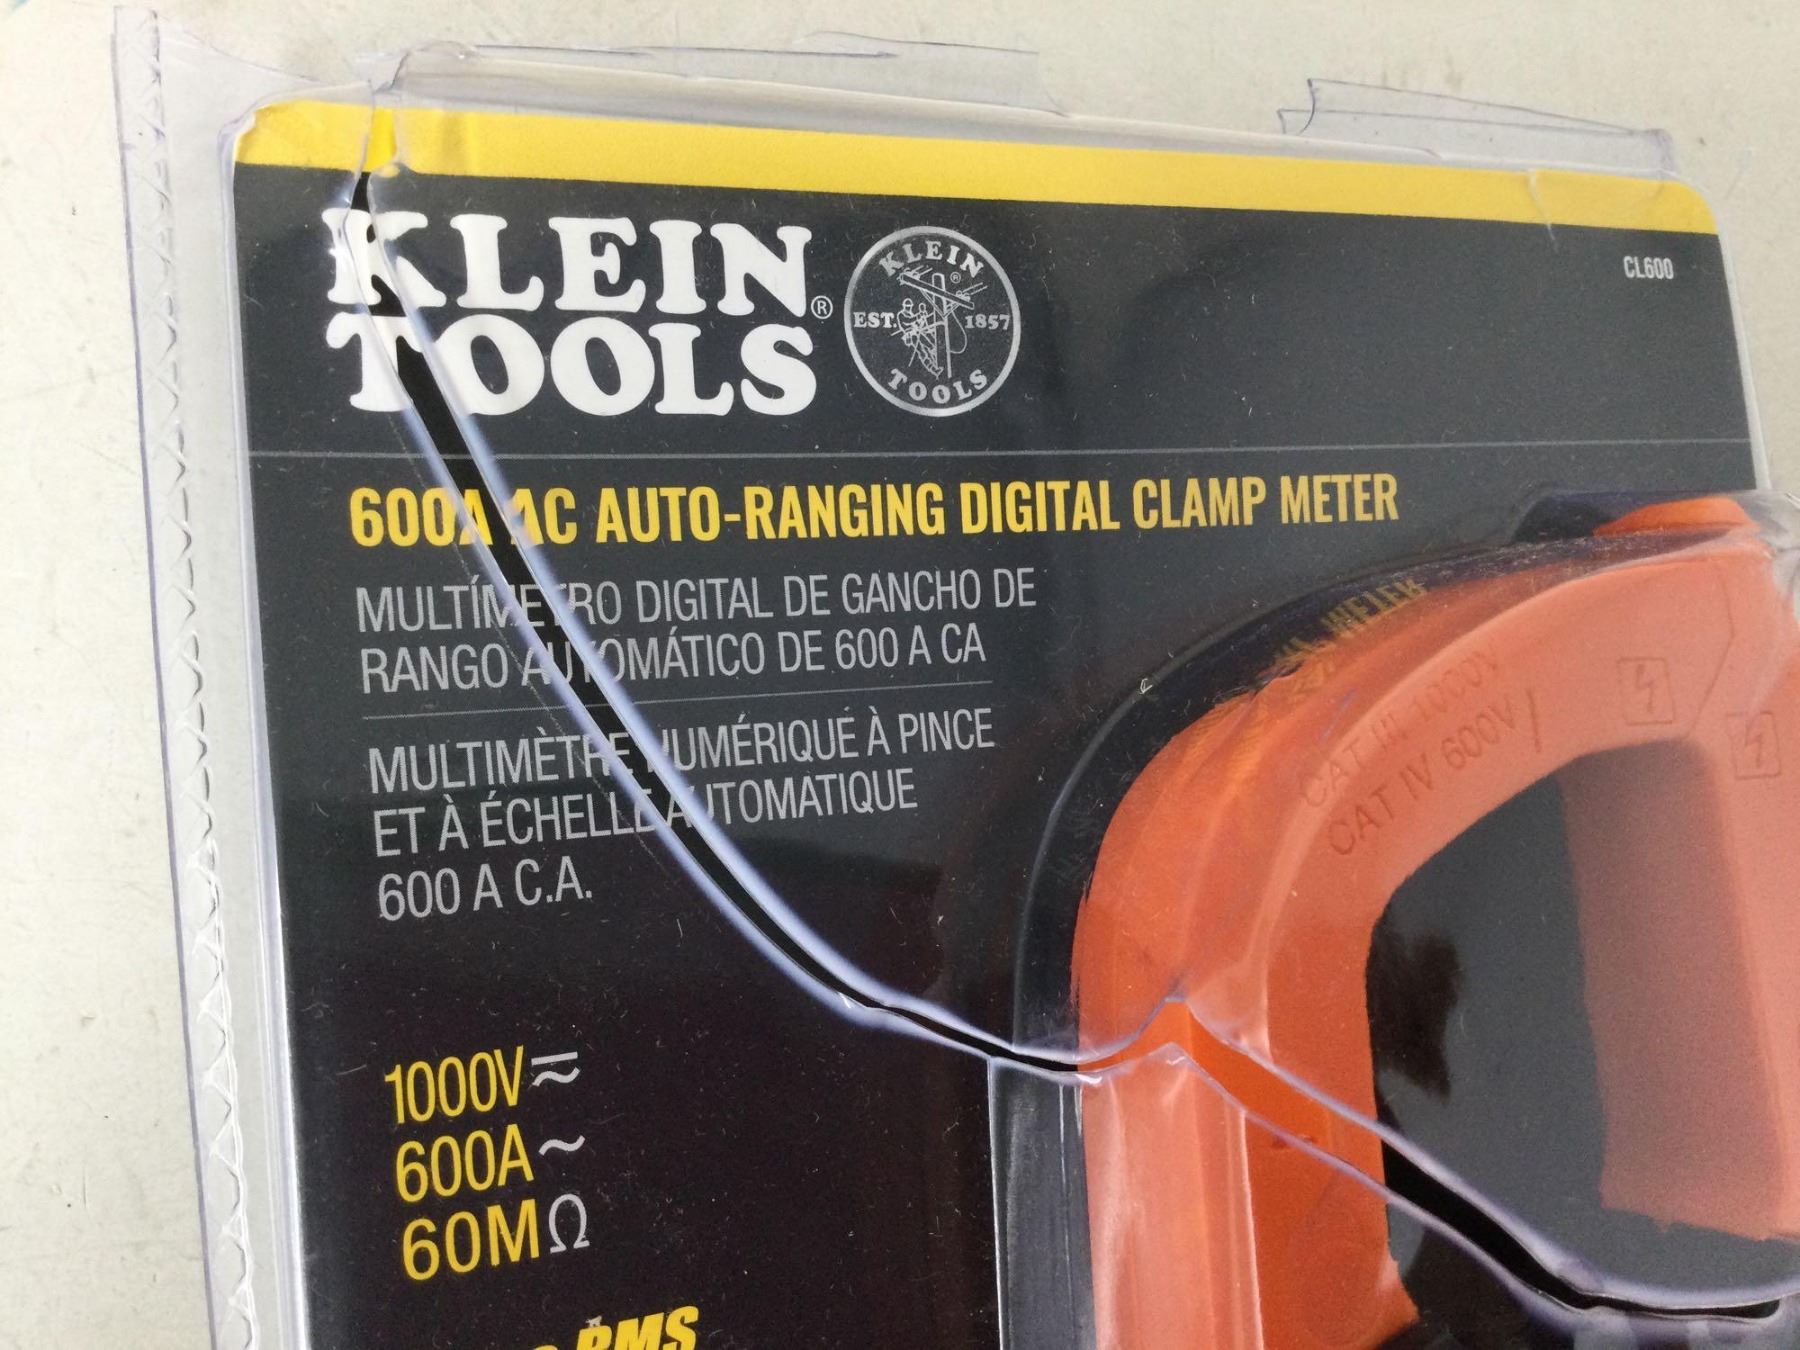 KLEIN
TOOLS®
KLEIN
®
EST. 1857
TOOLS
CL600
600A AC AUTO-RANGING DIGITAL CLAMP METER
MULTÍMETRO DIGITAL DE GANCHO DE
RANGO AUTOMÁTICO DE 600 A CA
MULTIMÈTRE NUMÉRIQUE À PINCE
ET À ÉCHELLE AUTOMATIQUE
600 A C.A.
CAT III 1000V
CAT IV 600V
1000V⎓∼
600A∼
60MΩ
RMS